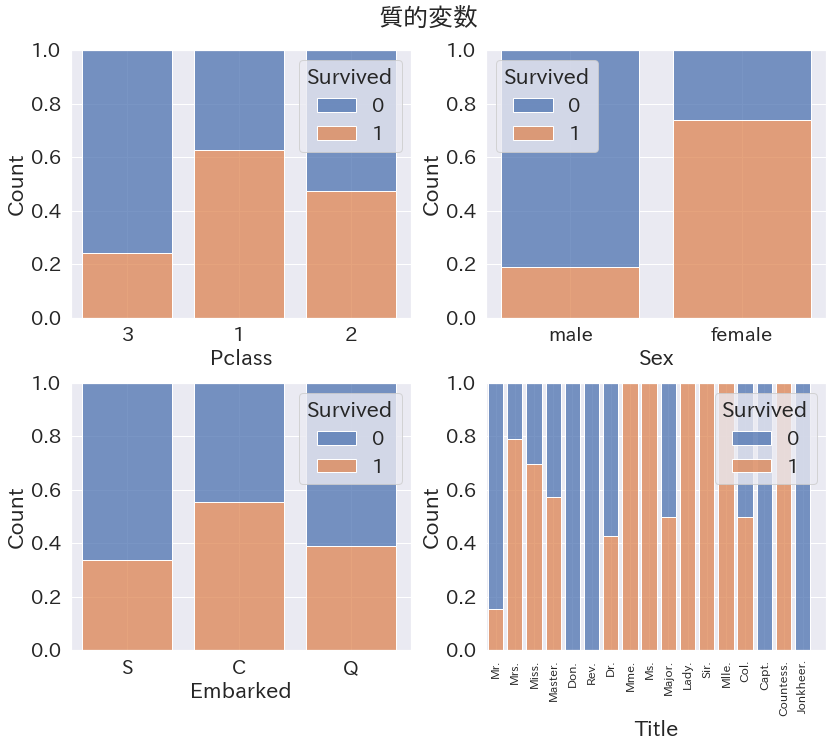 質的変数
1.0
0.8
0.6
0.4
0.2
0.0
Count
Survived
0
1
3 1 2
Pclass
1.0
0.8
0.6
0.4
0.2
0.0
Count
Survived
0
1
male female
Sex
1.0
0.8
0.6
0.4
0.2
0.0
Count
Survived
0
1
S C Q
Embarked
1.0
0.8
0.6
0.4
0.2
0.0
Count
Survived
0
1
Mr.
Mrs.
Miss.
Master.
Don.
Rev.
Dr.
Mme.
Ms.
Major.
Lady.
Sir.
Mlle.
Col.
Capt.
Countess.
Jonkheer.
Title